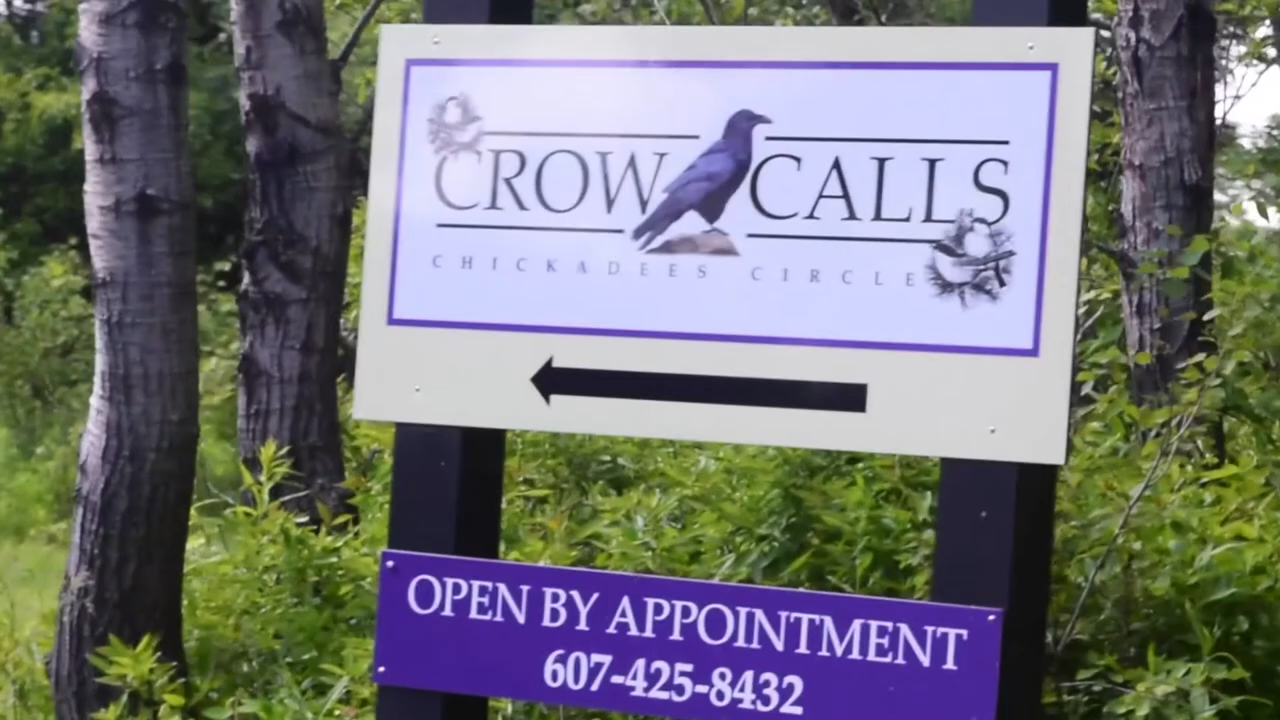 CROW CALLS
CHICKADEES CIRCLE
OPEN BY APPOINTMENT
607-425-8432